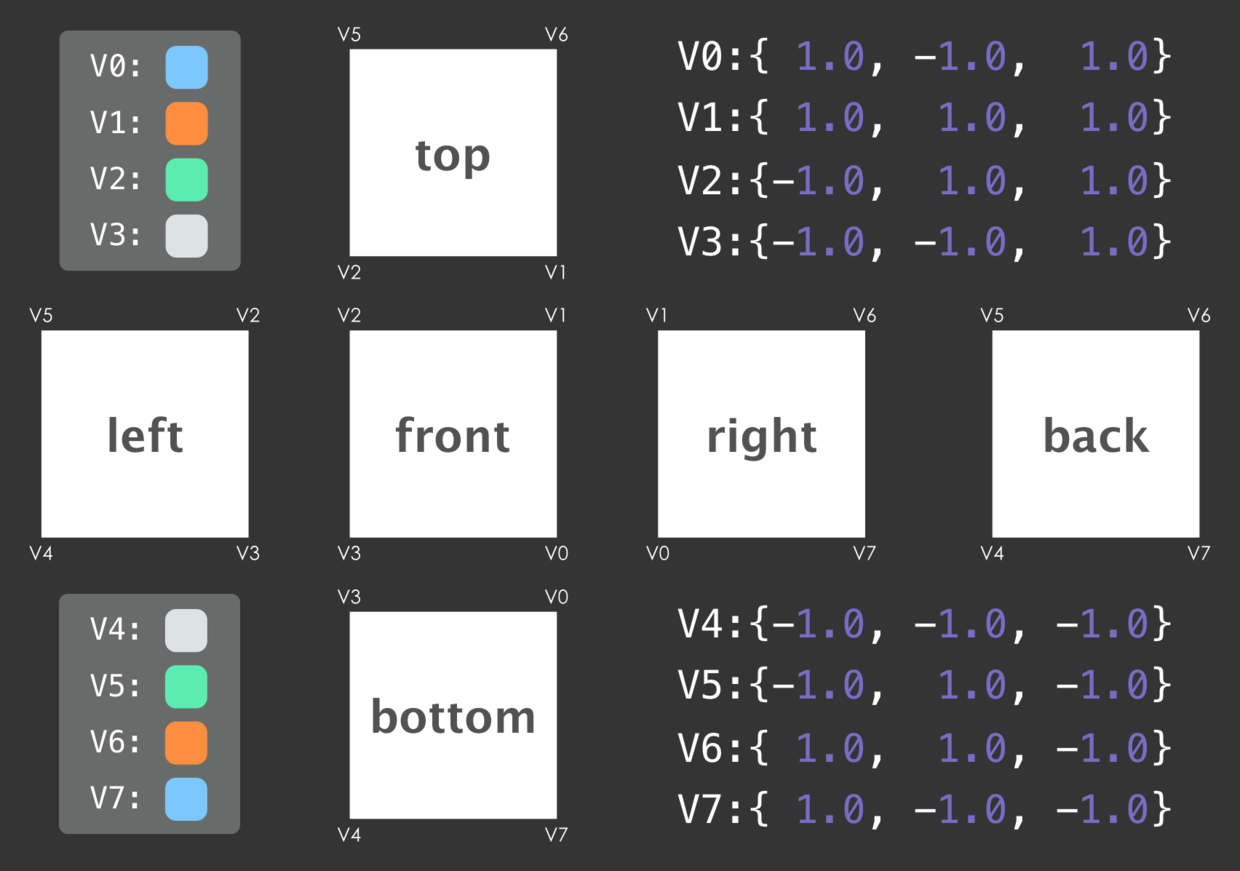 V0:
V1:
V2:
V3:
V5 V6
top
V2 V1
V0:{ 1.0, -1.0, 1.0}
V1:{ 1.0, 1.0, 1.0}
V2:{-1.0, 1.0, 1.0}
V3:{-1.0, -1.0, 1.0}
V5 V2
left
V4 V3
V2 V1
front
V3 V0
V1 V6
right
V0 V7
V5 V6
back
V4 V7
V4:
V5:
V6:
V7:
V3 V0
bottom
V4 V7
V4:{-1.0, -1.0, -1.0}
V5:{-1.0, 1.0, -1.0}
V6:{ 1.0, 1.0, -1.0}
V7:{ 1.0, -1.0, -1.0}